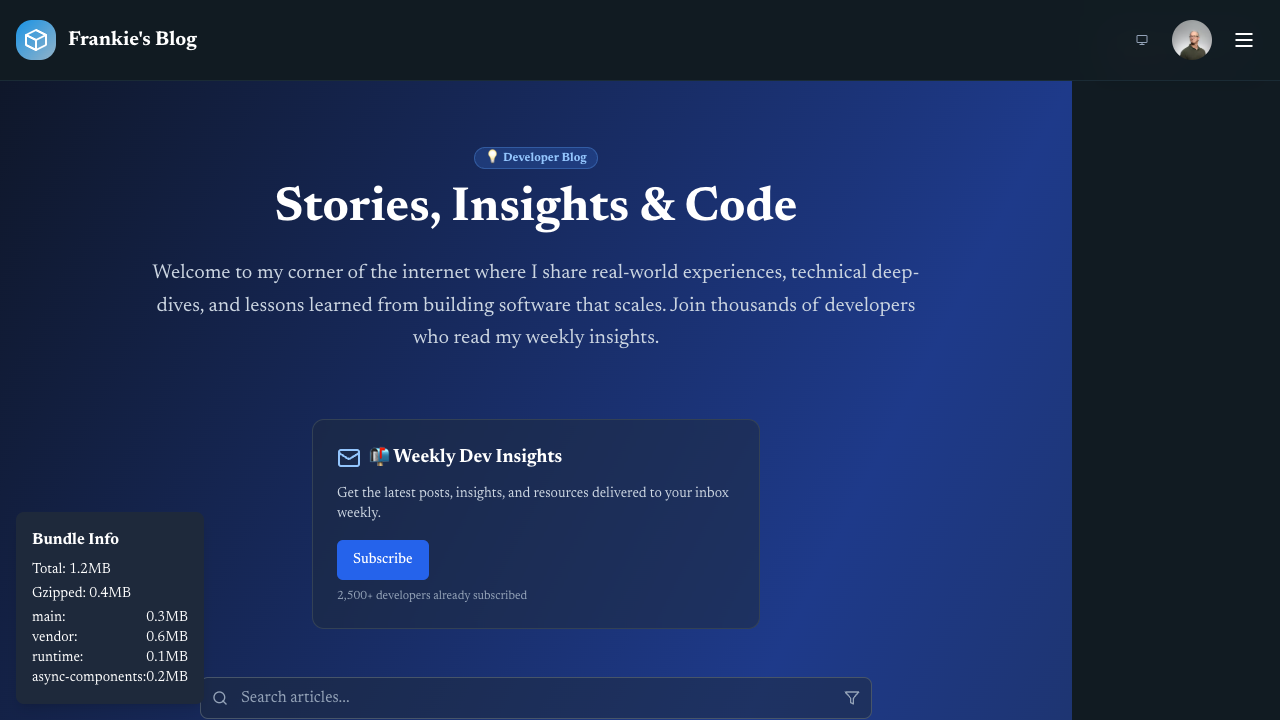 Frankie's Blog
💡 Developer Blog
Stories, Insights & Code
Welcome to my corner of the internet where I share real-world experiences, technical deep-
dives, and lessons learned from building software that scales. Join thousands of developers
who read my weekly insights.
📬 Weekly Dev Insights
Get the latest posts, insights, and resources delivered to your inbox
weekly.
Subscribe
2,500+ developers already subscribed
Search articles...
Bundle Info
Total: 1.2MB
Gzipped: 0.4MB
main: 0.3MB
vendor: 0.6MB
runtime: 0.1MB
async-components:0.2MB